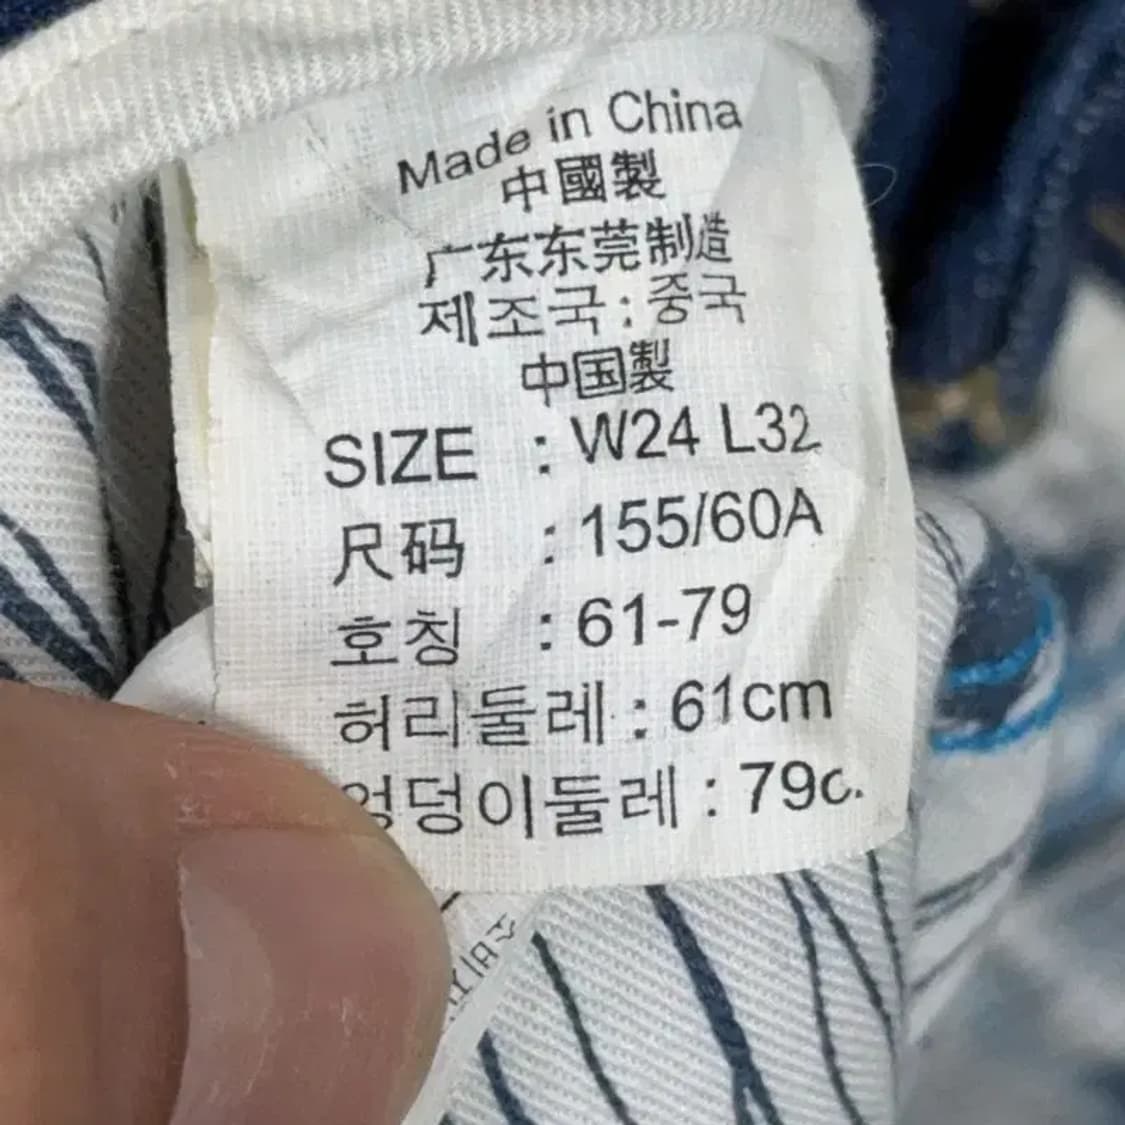 Made in China
中國製
广东东莞制造
제조국 : 중국
中国製
SIZE : W24 L32
尺码 : 155/60A
호칭 : 61-79
허리둘레 : 61cm
엉덩이둘레 : 79c